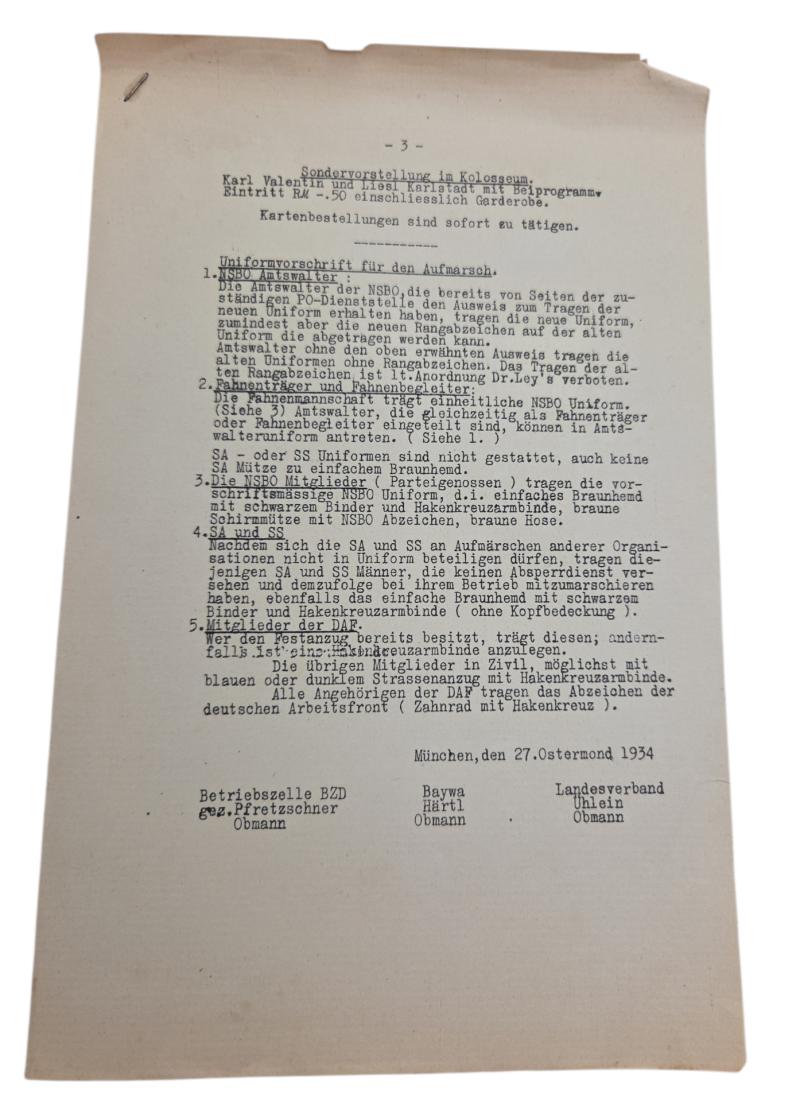 - 3 -
Sondervorstellung im Kolosseum.
Karl Valentin und Liesl Karlstadt mit Beiprogramm.
Eintritt RM -.50 einschliesslich Garderobe.
Kartenbestellungen sind sofort zu tätigen.
-----------
Uniformvorschrift für den Aufmarsch.
1.NSBO Amtswalter :
Die Amtswalter der NSBO,die bereits von Seiten der zu-
ständigen PO-Dienststelle den Ausweis zum Tragen der
neuen Uniform erhalten haben, tragen die neue Uniform,
zumindest aber die neuen Rangabzeichen auf der alten
Uniform die abgetragen werden kann.
Amtswalter ohne den oben erwähnten Ausweis tragen die
alten Uniformen ohne Rangabzeichen. Das Tragen der al-
ten Rangabzeichen ist lt.Anordnung Dr.Ley's verboten.
2.Fahnenträger und Fahnenbegleiter:
Die Fahnenmannschaft trägt einheitliche NSBO Uniform.
(Siehe 3) Amtswalter, die gleichzeitig als Fahnenträger
oder Fahnenbegleiter eingeteilt sind, können in Amts-
walteruniform antreten. ( Siehe 1. )
SA - oder SS Uniformen sind nicht gestattet, auch keine
SA Mütze zu einfachem Braunhemd.
3.Die NSBO Mitglieder ( Parteigenossen ) tragen die vor-
schriftsmässige NSBO Uniform, d.i. einfaches Braunhemd
mit schwarzem Binder und Hakenkreuzarmbinde, braune
Schirmmütze mit NSBO Abzeichen, braune Hose.
4.SA und SS
Nachdem sich die SA und SS an Aufmärschen anderer Organi-
sationen nicht in Uniform beteiligen dürfen, tragen die-
jenigen SA und SS Männer, die keinen Absperrdienst ver-
sehen und demzufolge bei ihrem Betrieb mitzumarschieren
haben, ebenfalls das einfache Braunhemd mit schwarzem
Binder und Hakenkreuzarmbinde ( ohne Kopfbedeckung ).
5.Mitglieder der DAF.
Wer den Festanzug bereits besitzt, trägt diesen; andern-
falls ist eine Hakenkreuzarmbinde anzulegen.
Die übrigen Mitglieder in Zivil, möglichst mit
blauen oder dunklem Strassenanzug mit Hakenkreuzarmbinde.
Alle Angehörigen der DAF tragen das Abzeichen der
deutschen Arbeitsfront ( Zahnrad mit Hakenkreuz ).
München,den 27.Ostermond 1934
Betriebszelle BZD Baywa Landesverband
gez.Pfretzschner Härtl Uhlein
Obmann Obmann Obmann